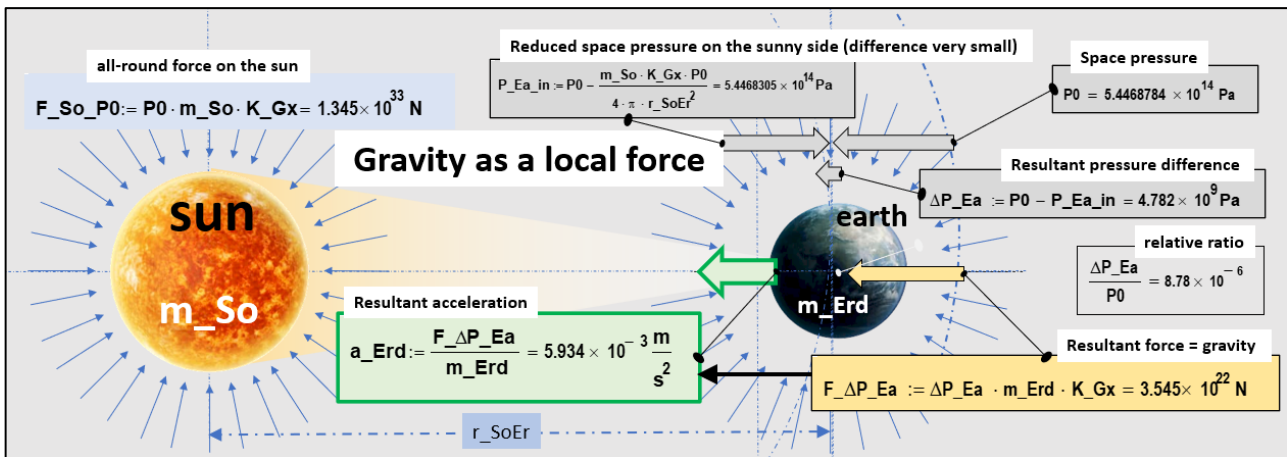 Reduced space pressure on the sunny side (difference very small)
all-round force on the sun
Space pressure
F_So_P0:= P0 · m_So · K_Gx = 1.345 × 10^33 N
P_Ea_in := P0 − (m_So · K_Gx · P0)/(4 · π · r_SoEr^2) = 5.4468305 × 10^14 Pa
P0 = 5.4468784 × 10^14 Pa
Gravity as a local force
Resultant pressure difference
ΔP_Ea := P0 − P_Ea_in = 4.782 × 10^9 Pa
sun
earth
relative ratio
ΔP_Ea/P0 = 8.78 × 10^−6
m_So
m_Erd
Resultant acceleration
a_Erd:= F_ΔP_Ea/m_Erd = 5.934 × 10^−3 m/s^2
Resultant force = gravity
F_ΔP_Ea := ΔP_Ea · m_Erd · K_Gx = 3.545 × 10^22 N
r_SoEr